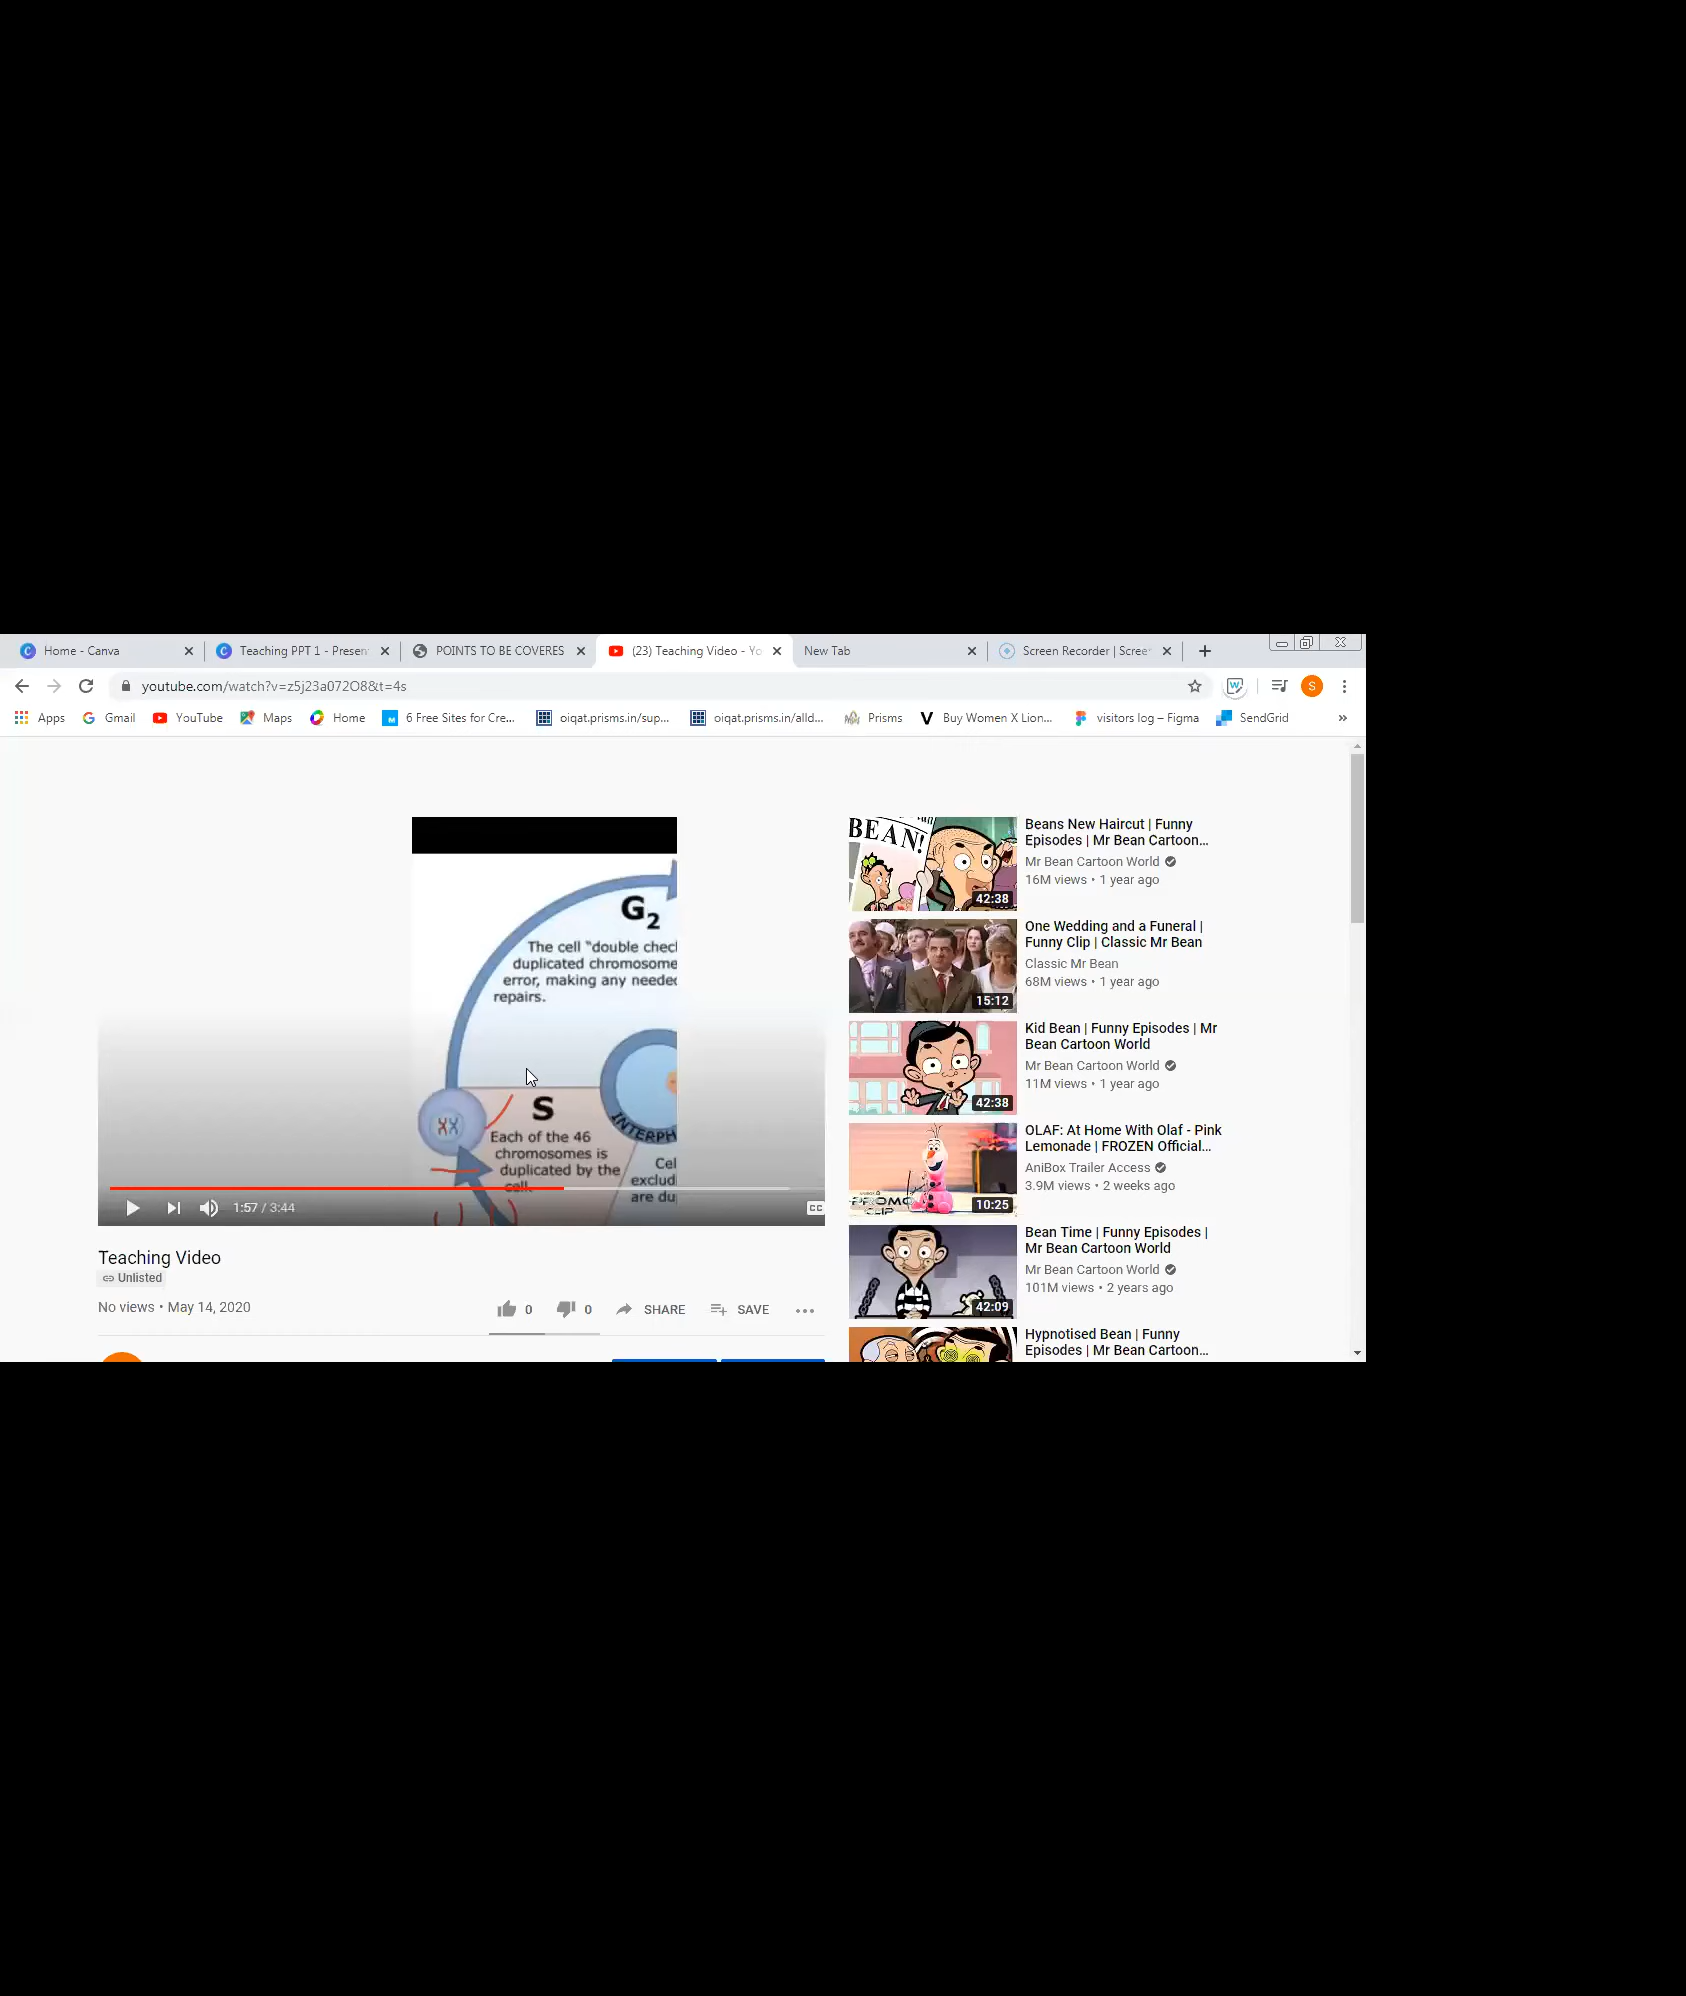 Home - Canva
Teaching PPT 1 - Presen
POINTS TO BE COVERES
(23) Teaching Video - Yo
New Tab
Screen Recorder | Scree
youtube.com/watch?v=z5j23a072O8&t=4s
W
S
Apps
Gmail
YouTube
Maps
Home
6 Free Sites for Cre...
oiqat.prisms.in/sup...
oiqat.prisms.in/alld...
Prisms
Buy Women X Lion...
visitors log – Figma
SendGrid
»
G2
The cell "double chec
duplicated chromosome
error, making any needed
repairs.
S
Each of the 46
chromosomes is
duplicated by the
cell.
INTERPH
Cel
exclud
are du
1:57 / 3:44
CC
Teaching Video
Unlisted
No views • May 14, 2020
0
0
SHARE
SAVE
BEAN!
42:38
Beans New Haircut | Funny
Episodes | Mr Bean Cartoon...
Mr Bean Cartoon World
16M views • 1 year ago
15:12
One Wedding and a Funeral |
Funny Clip | Classic Mr Bean
Classic Mr Bean
68M views • 1 year ago
42:38
Kid Bean | Funny Episodes | Mr
Bean Cartoon World
Mr Bean Cartoon World
11M views • 1 year ago
PROMO
CLIP
10:25
OLAF: At Home With Olaf - Pink
Lemonade | FROZEN Official...
AniBox Trailer Access
3.9M views • 2 weeks ago
42:09
Bean Time | Funny Episodes |
Mr Bean Cartoon World
Mr Bean Cartoon World
101M views • 2 years ago
Hypnotised Bean | Funny
Episodes | Mr Bean Cartoon...